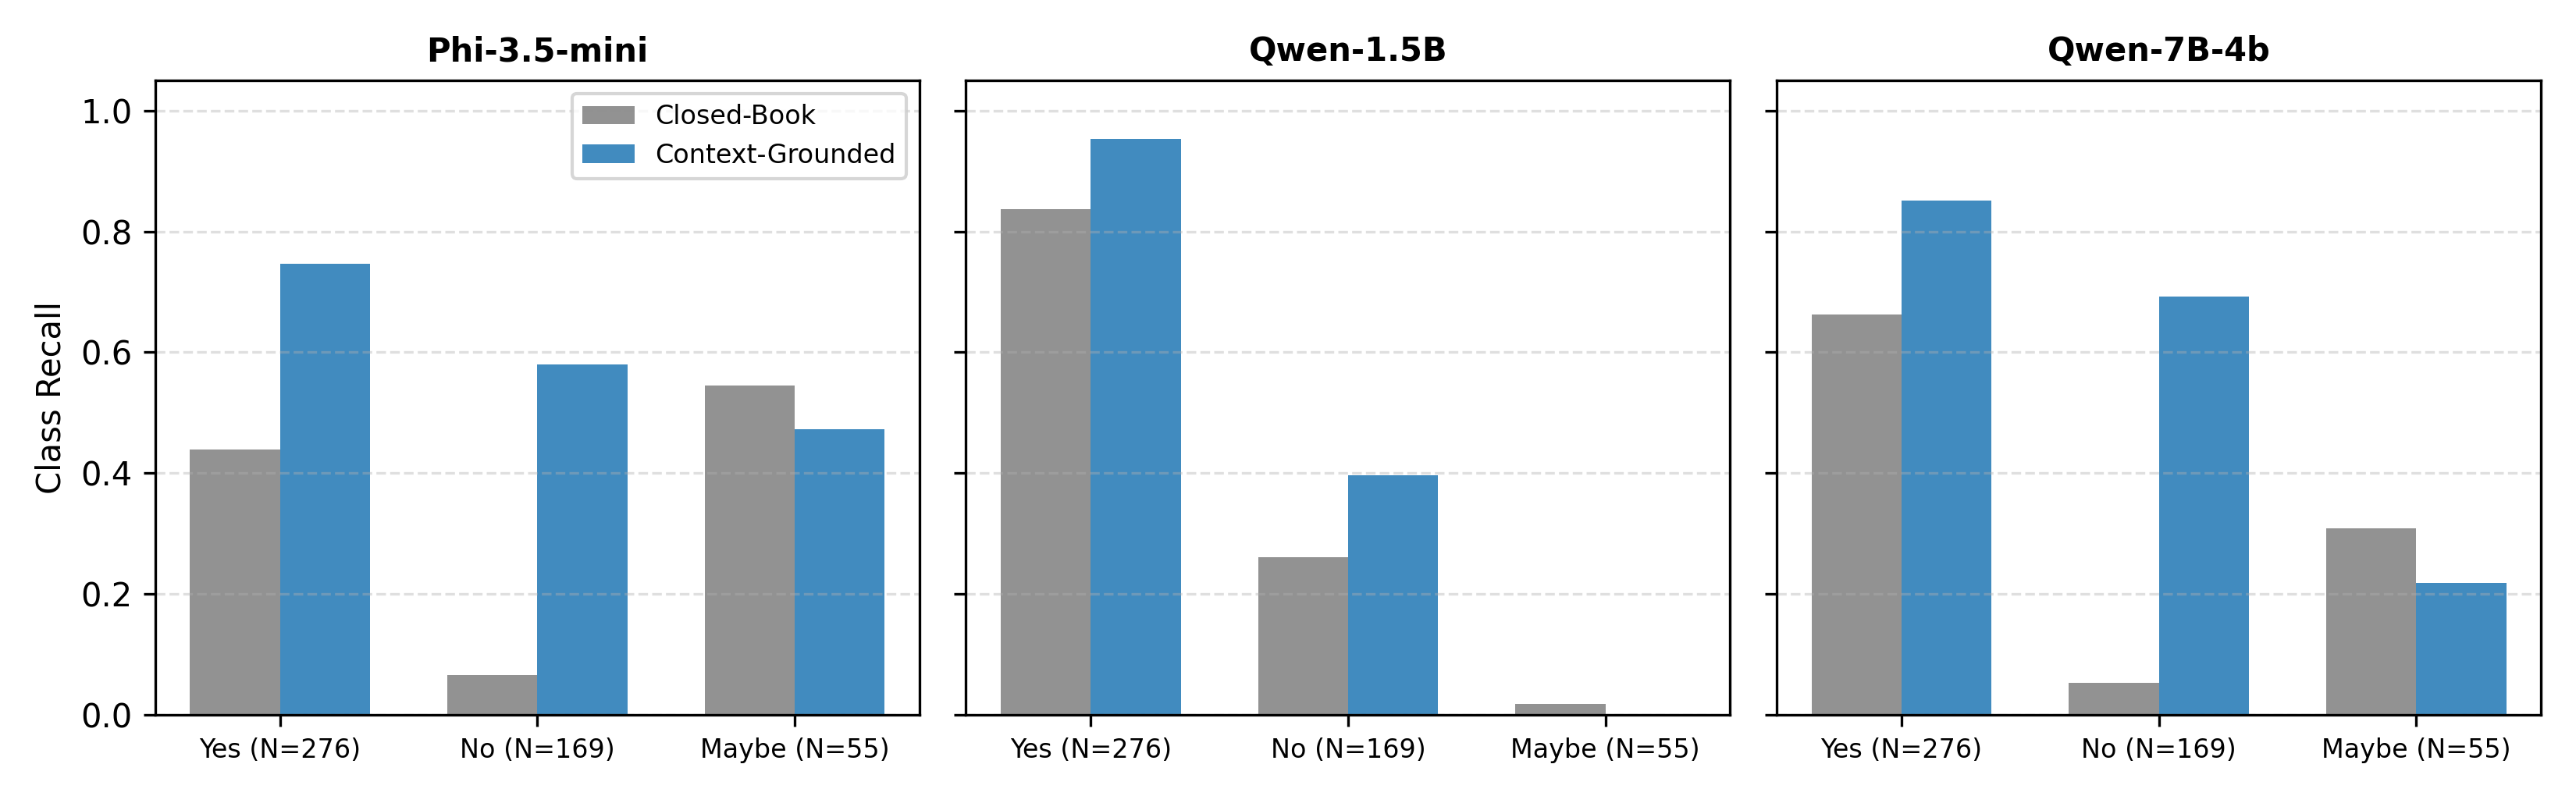 Phi-3.5-mini
Qwen-1.5B
Qwen-7B-4b
Closed-Book
Context-Grounded
Class Recall
1.0
0.8
0.6
0.4
0.2
0.0
Yes (N=276)
No (N=169)
Maybe (N=55)
Yes (N=276)
No (N=169)
Maybe (N=55)
Yes (N=276)
No (N=169)
Maybe (N=55)